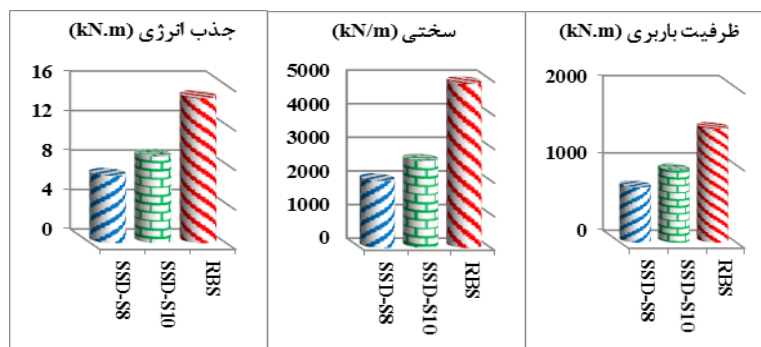 جذب انرژی (kN.m)
16
12
8
4
0
SSD-S8
SSD-S10
RBS
سختی (kN/m)
5000
4000
3000
2000
1000
0
SSD-S8
SSD-S10
RBS
ظرفیت باربری (kN.m)
2000
1000
0
SSD-S8
SSD-S10
RBS